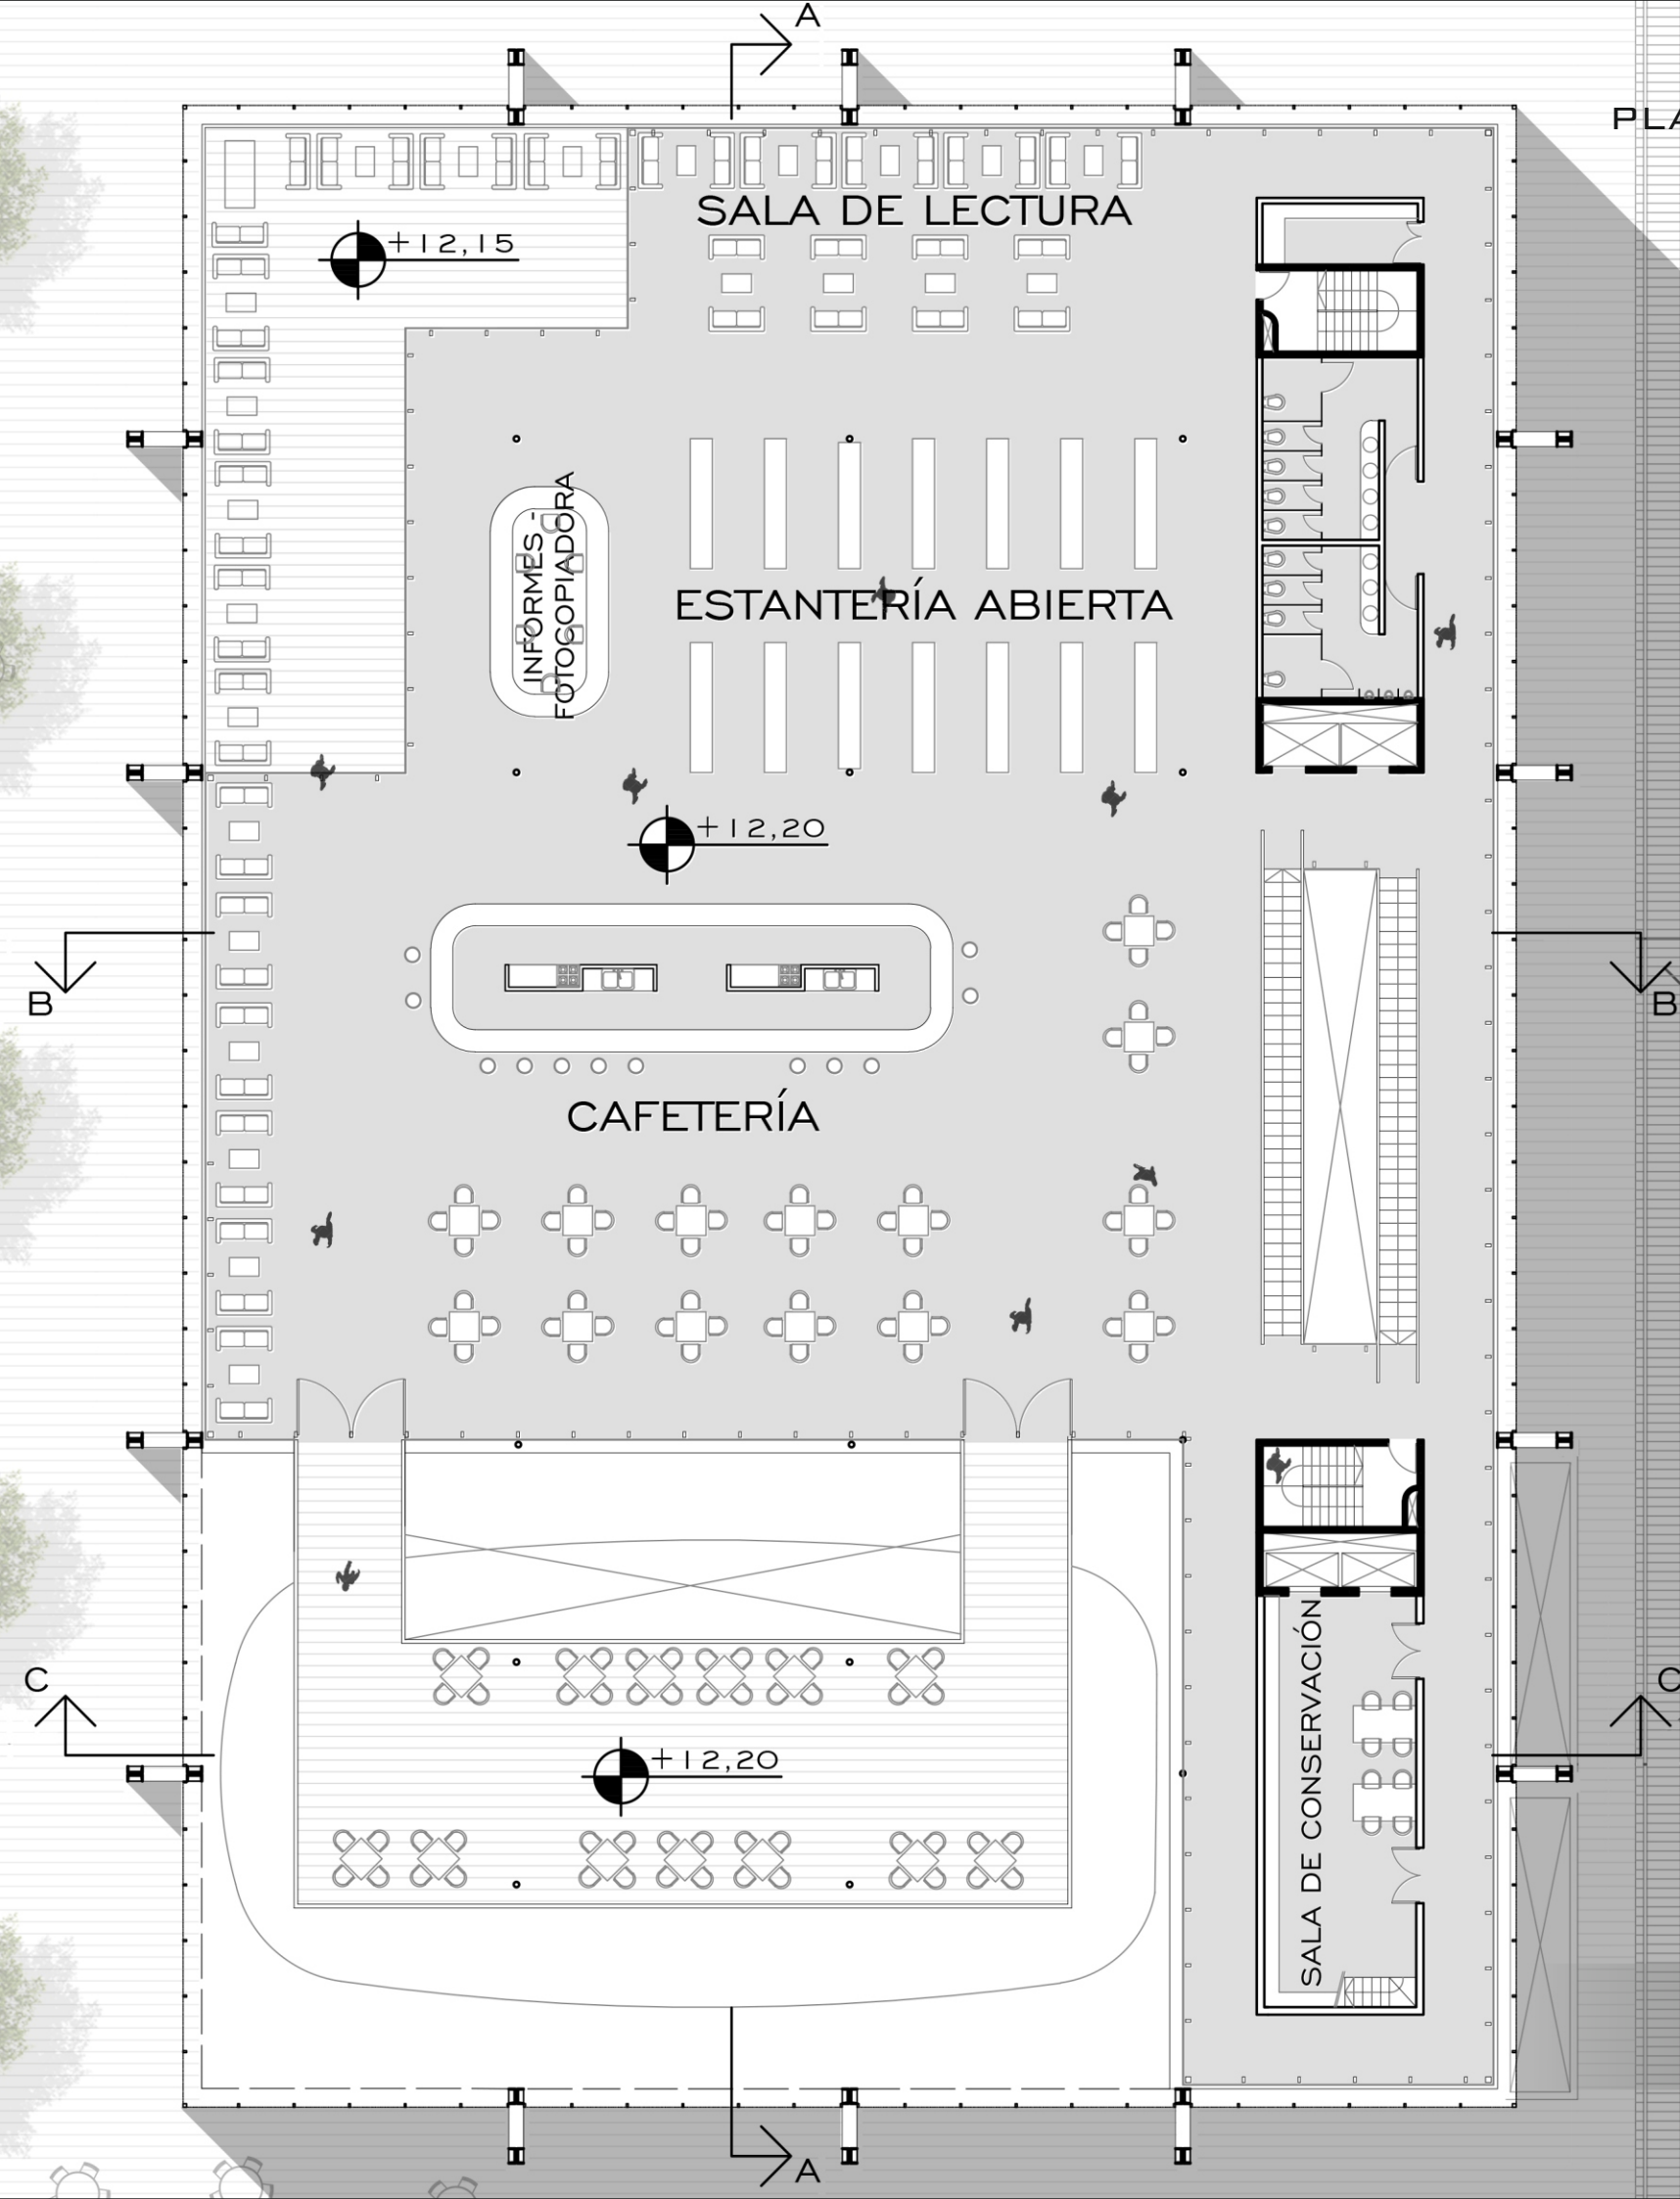 A
PLA
SALA DE LECTURA
+12,15
INFORMES -
FOTOCOPIADORA
ESTANTERÍA ABIERTA
+12,20
B
B
CAFETERÍA
C
C
SALA DE CONSERVACIÓN
+12,20
A